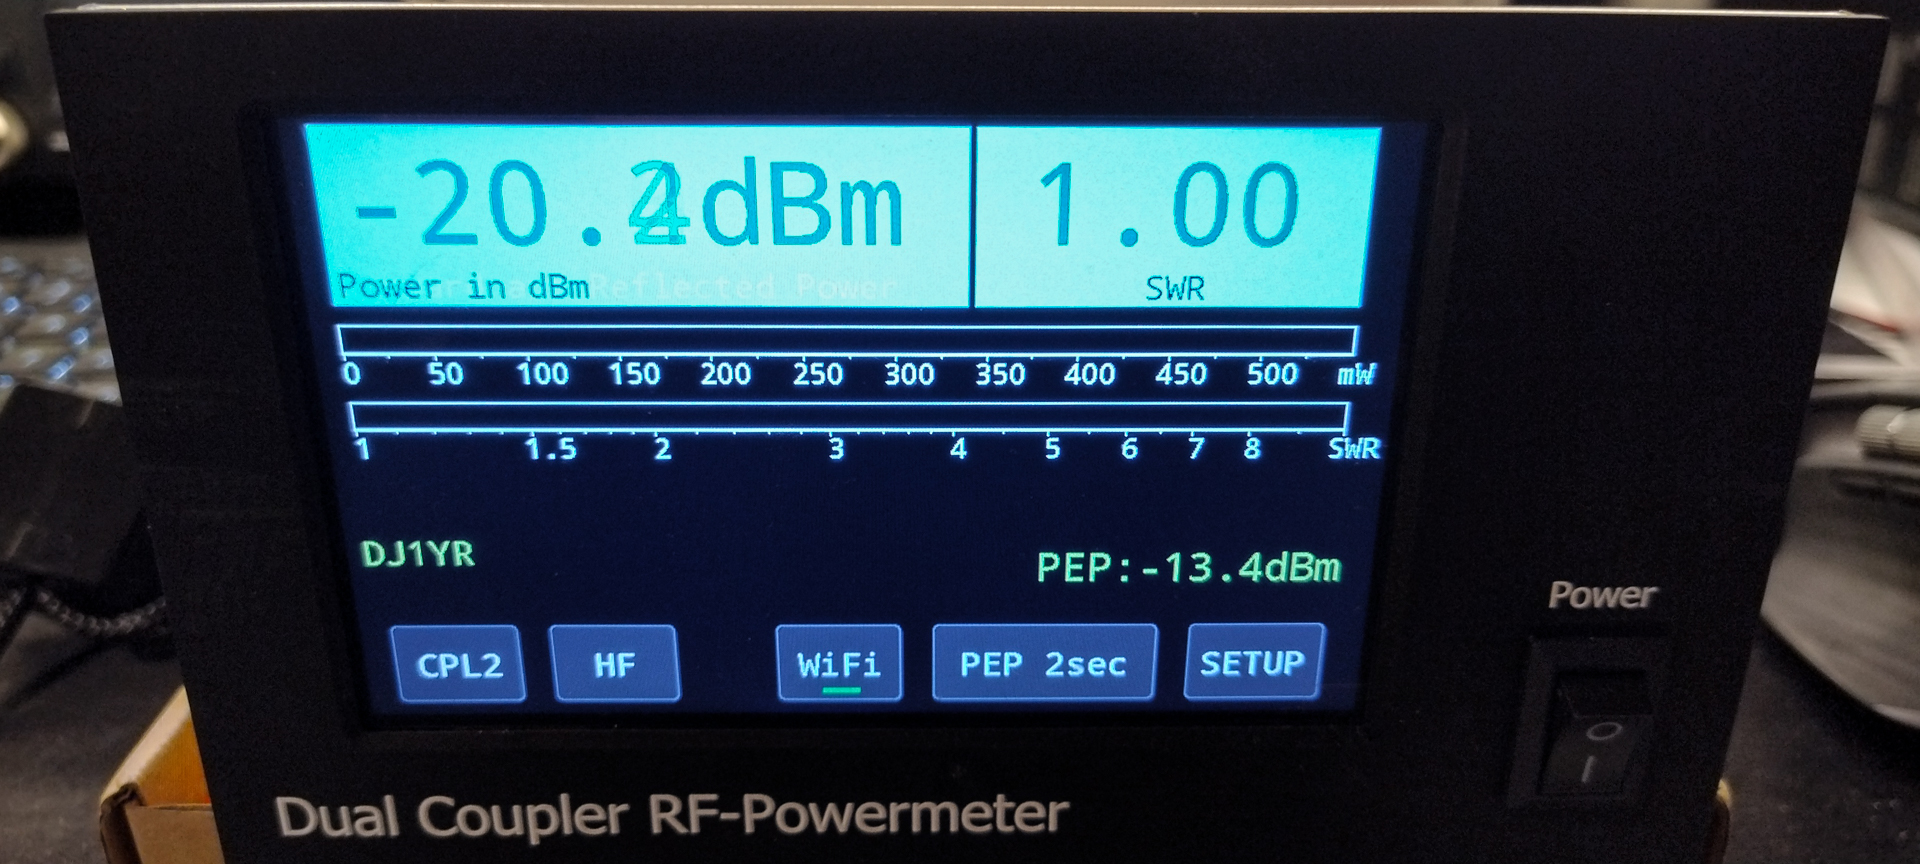 -20.4dBm 1.00
Power in dBm Reflected Power SWR
0 50 100 150 200 250 300 350 400 450 500 mW
1 1.5 2 3 4 5 6 7 8 SWR
DJ1YR
PEP:-13.4dBm
CPL2 HF WiFi PEP 2sec SETUP
Power
Dual Coupler RF-Powermeter